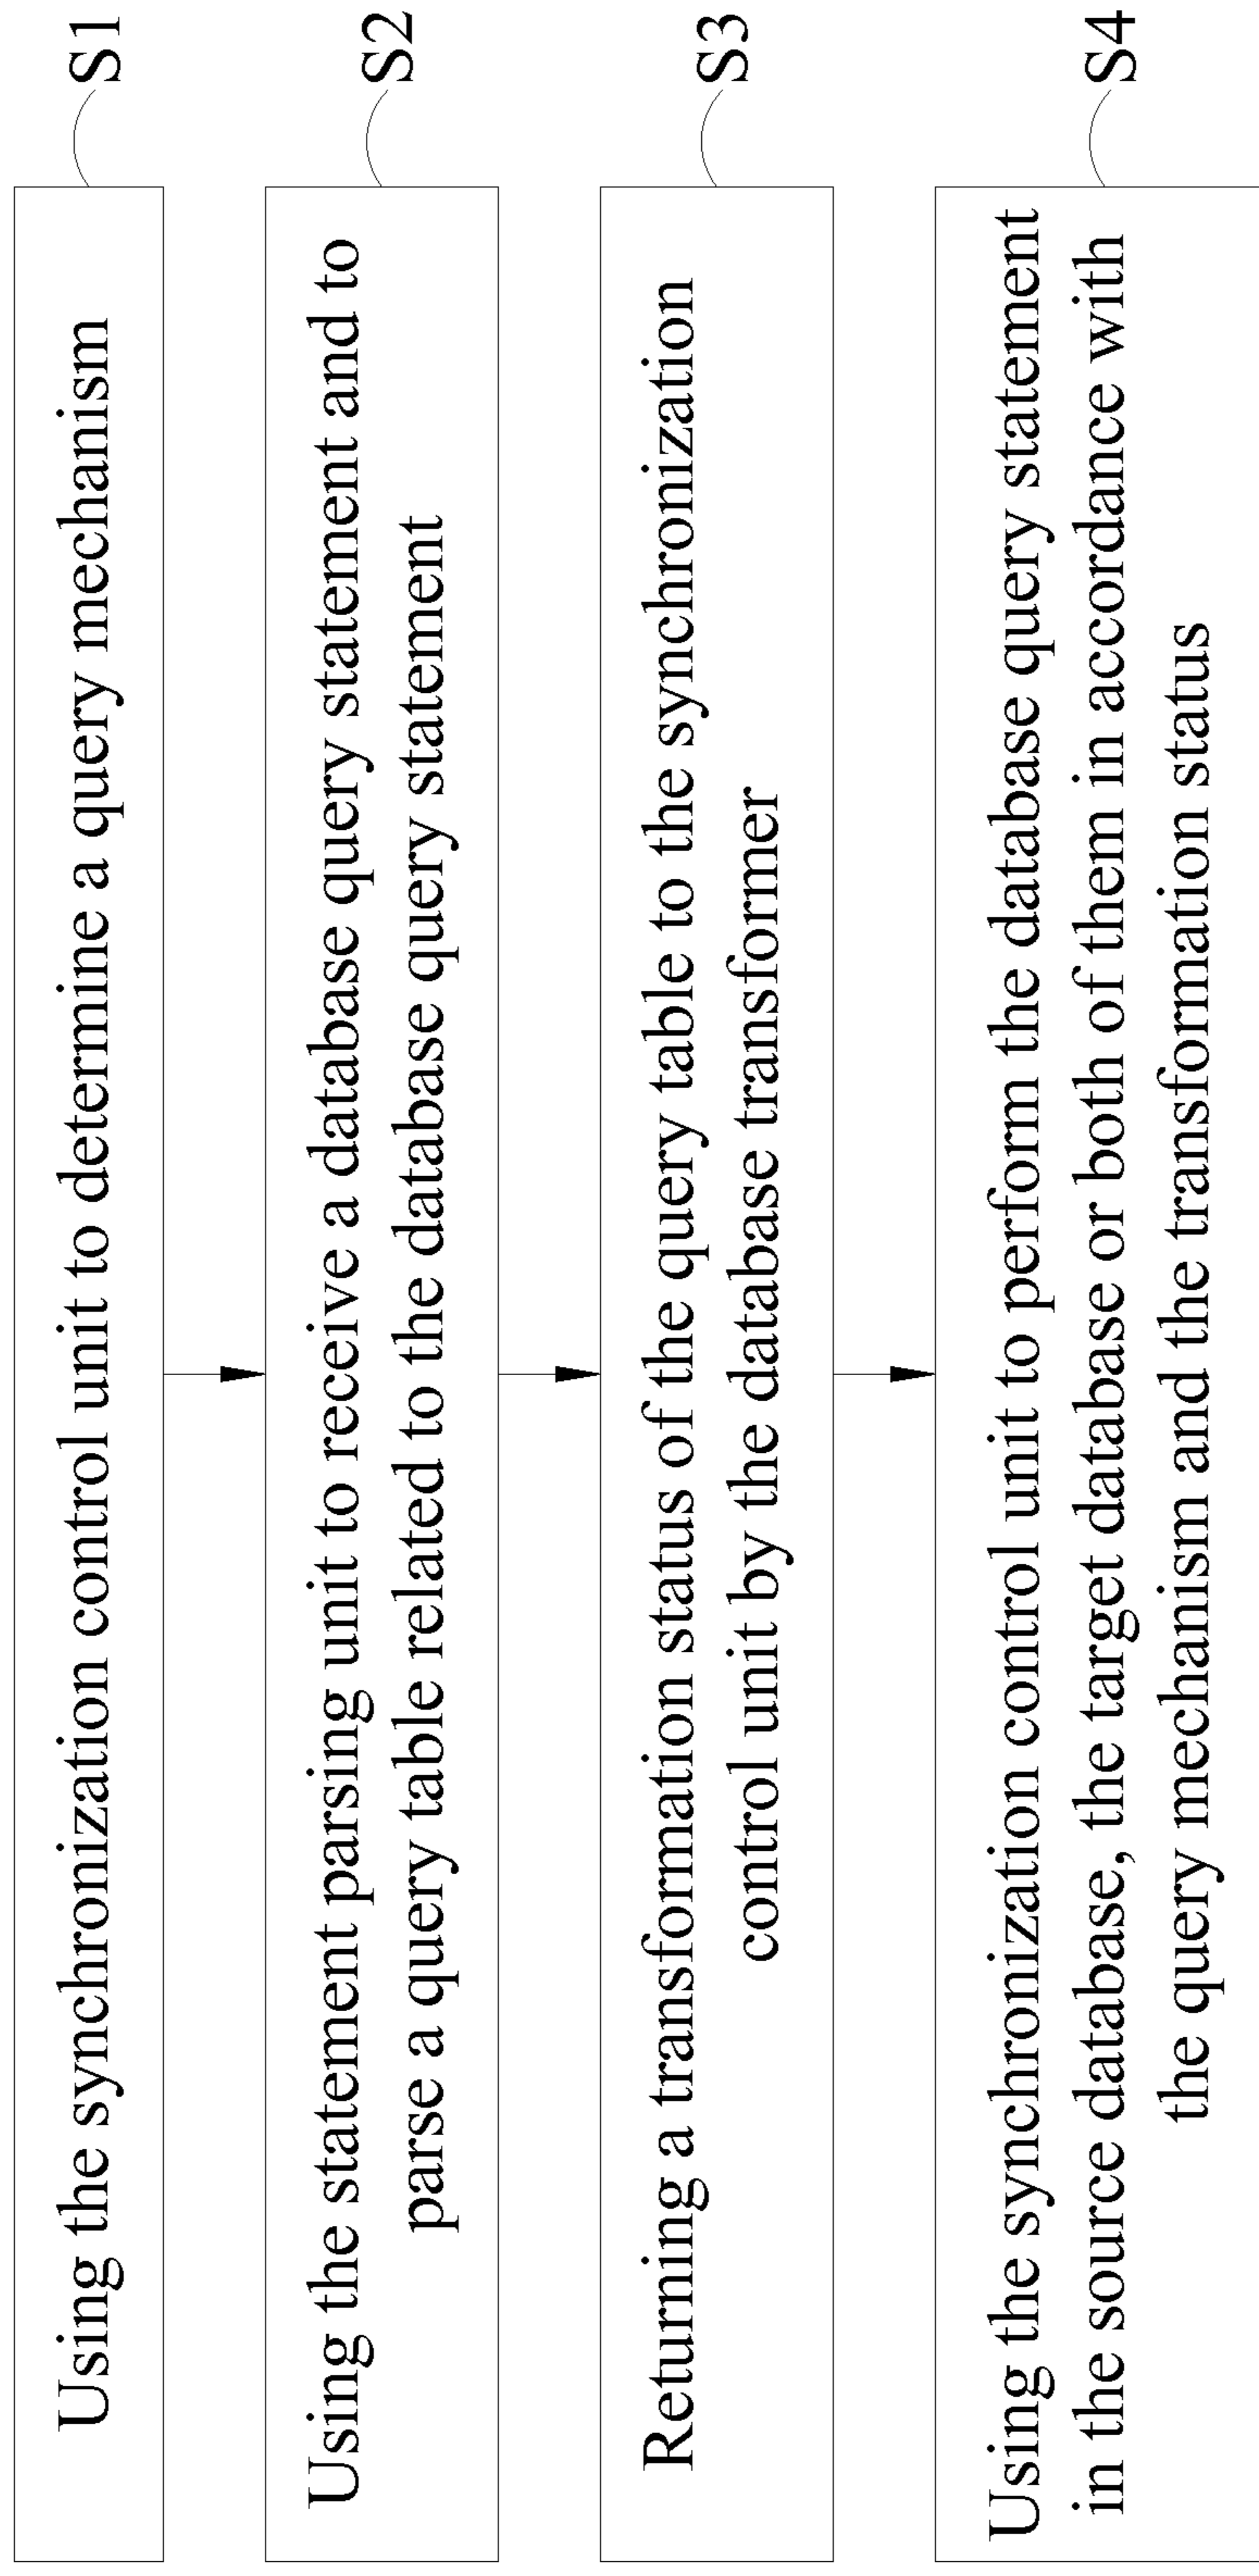 Using the synchronization control unit to determine a query mechanism
S1
Using the statement parsing unit to receive a database query statement and to
parse a query table related to the database query statement
S2
Returning a transformation status of the query table to the synchronization
control unit by the database transformer
S3
Using the synchronization control unit to perform the database query statement
in the source database, the target database or both of them in accordance with
the query mechanism and the transformation status
S4